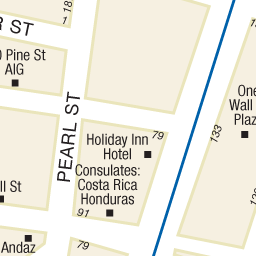 18
R ST
1
0 Pine St
AIG
PEARL ST
79
133
One
Wall
Plaz
Holiday Inn
Hotel
Consulates:
Costa Rica
Honduras
91
ll St
Andaz
79